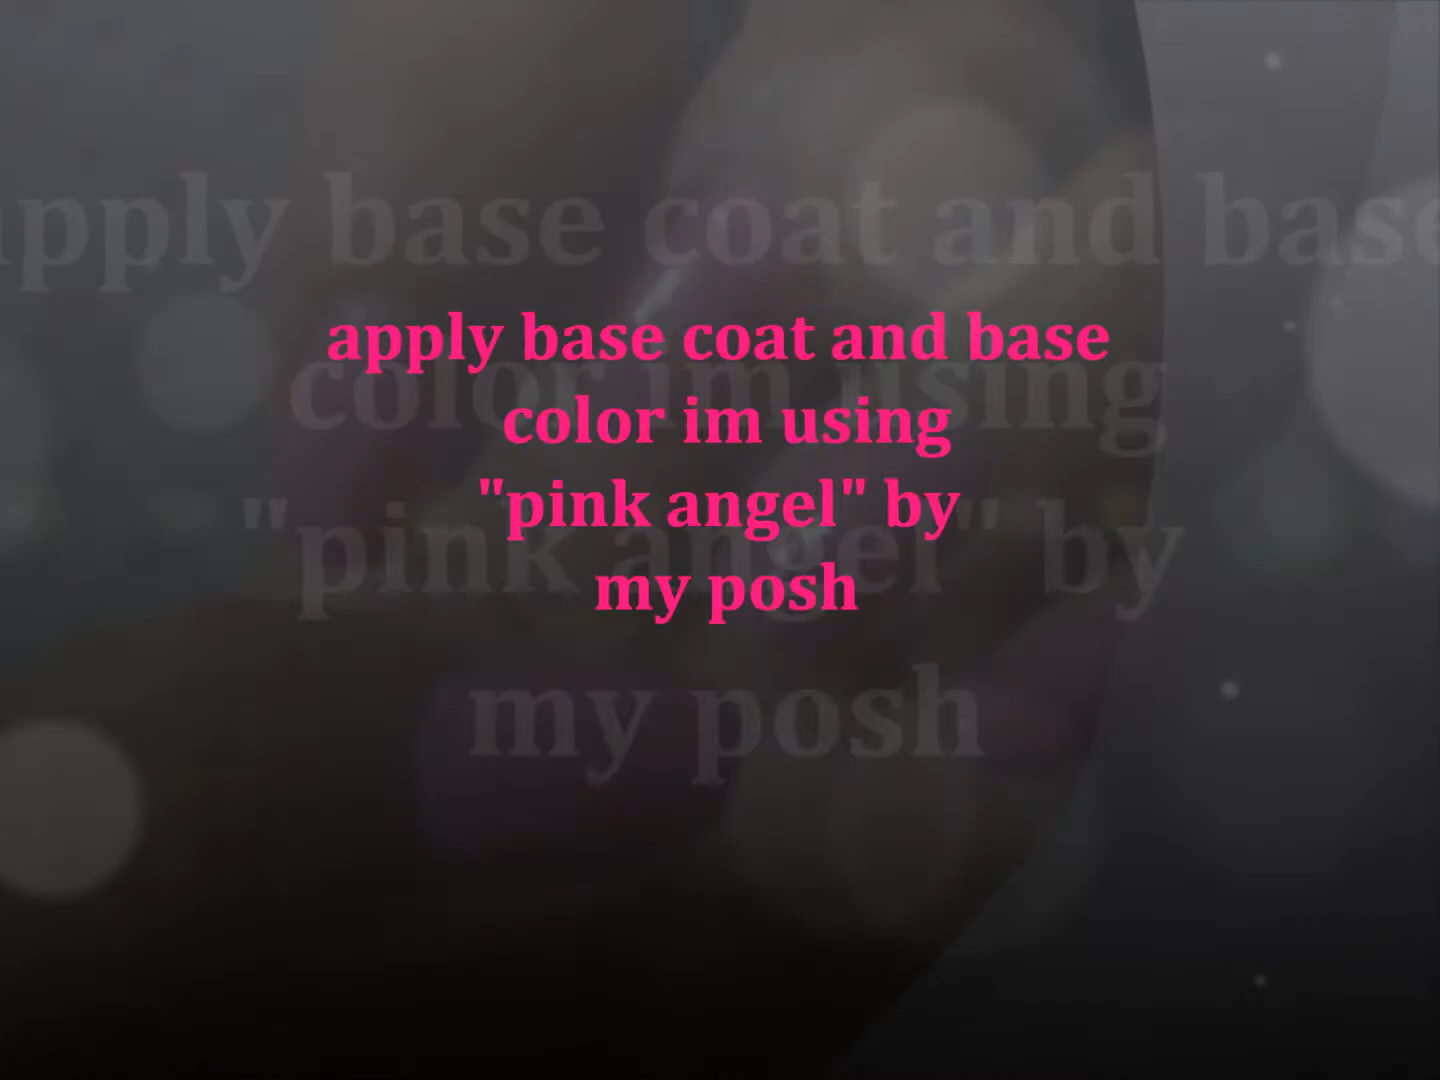 apply base coat and base
color im using
"pink angel" by
my posh